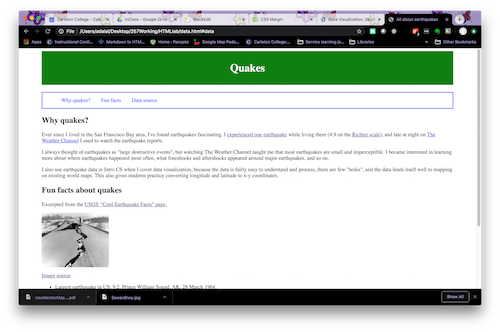 Carleton College - Cale
InClass - Google Drive
BlackEdit
CSS Margin
Data Visualization, De
All about earthquakes
File /Users/adalal/Desktop/257Working/HTMLlab/data.html#data
Apps
Instructional Conti...
Markdown to HTM...
Home : Panopto
Google Map Pedo...
Carleton College...
Service learning jo...
Libraries
Other Bookmarks
Quakes
Why quakes? Fun facts Data source
Why quakes?
Ever since I lived in the San Francisco Bay area, I've found earthquakes fascinating. I experienced one earthquake while living there (4.9 on the Richter scale), and late at night on The
Weather Channel I used to watch the earthquake reports.
I always thought of earthquakes as "large destructive events", but watching The Weather Channel taught me that most earthquakes are small and imperceptible. I became interested in learning
more about where earthquakes happened most often, what foreshocks and aftershocks appeared around major earthquakes, and so on.
I also use earthquake data in Intro CS when I cover data visualization, because the data is fairly easy to understand and process, there are few "holes", and the data lends itself well to mapping
on existing world maps. This also gives students practice converting longitude and latitude to x-y coordinates.
Fun facts about quakes
Excerpted from the USGS' "Cool Earthquake Facts" page.
Image source
Largest earthquake in US: 9.2, Prince William Sound, AK, 28 March 1964.
newMentorMap....pdf
Sewardhwy.jpg
Show All